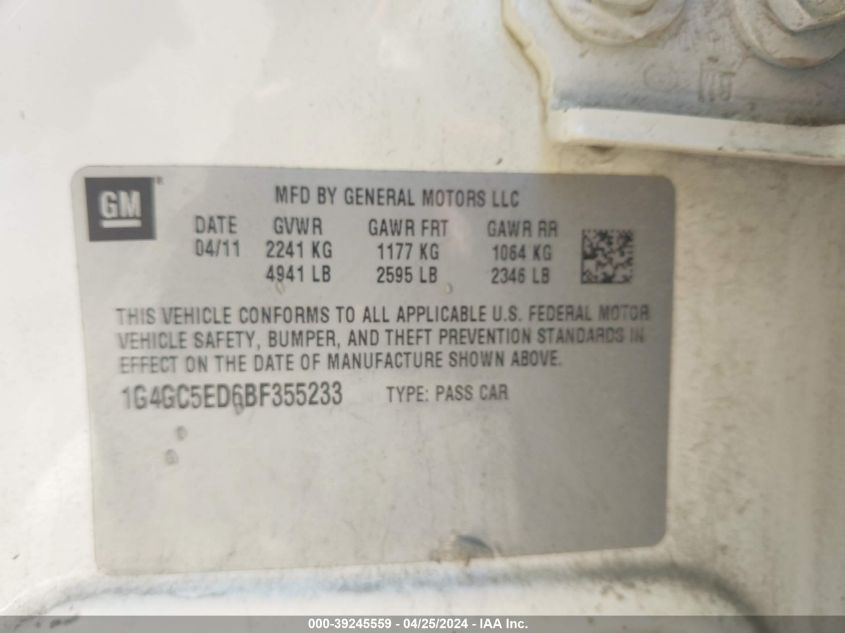 GM
MFD BY GENERAL MOTORS LLC
DATE GVWR GAWR FRT GAWR RR
04/11 2241 KG 1177 KG 1064 KG
4941 LB 2595 LB 2346 LB
THIS VEHICLE CONFORMS TO ALL APPLICABLE U.S. FEDERAL MOTOR
VEHICLE SAFETY, BUMPER, AND THEFT PREVENTION STANDARDS IN
EFFECT ON THE DATE OF MANUFACTURE SHOWN ABOVE.
1G4GC5ED6BF355233 TYPE: PASS CAR
000-39245559 - 04/25/2024 - IAA Inc.